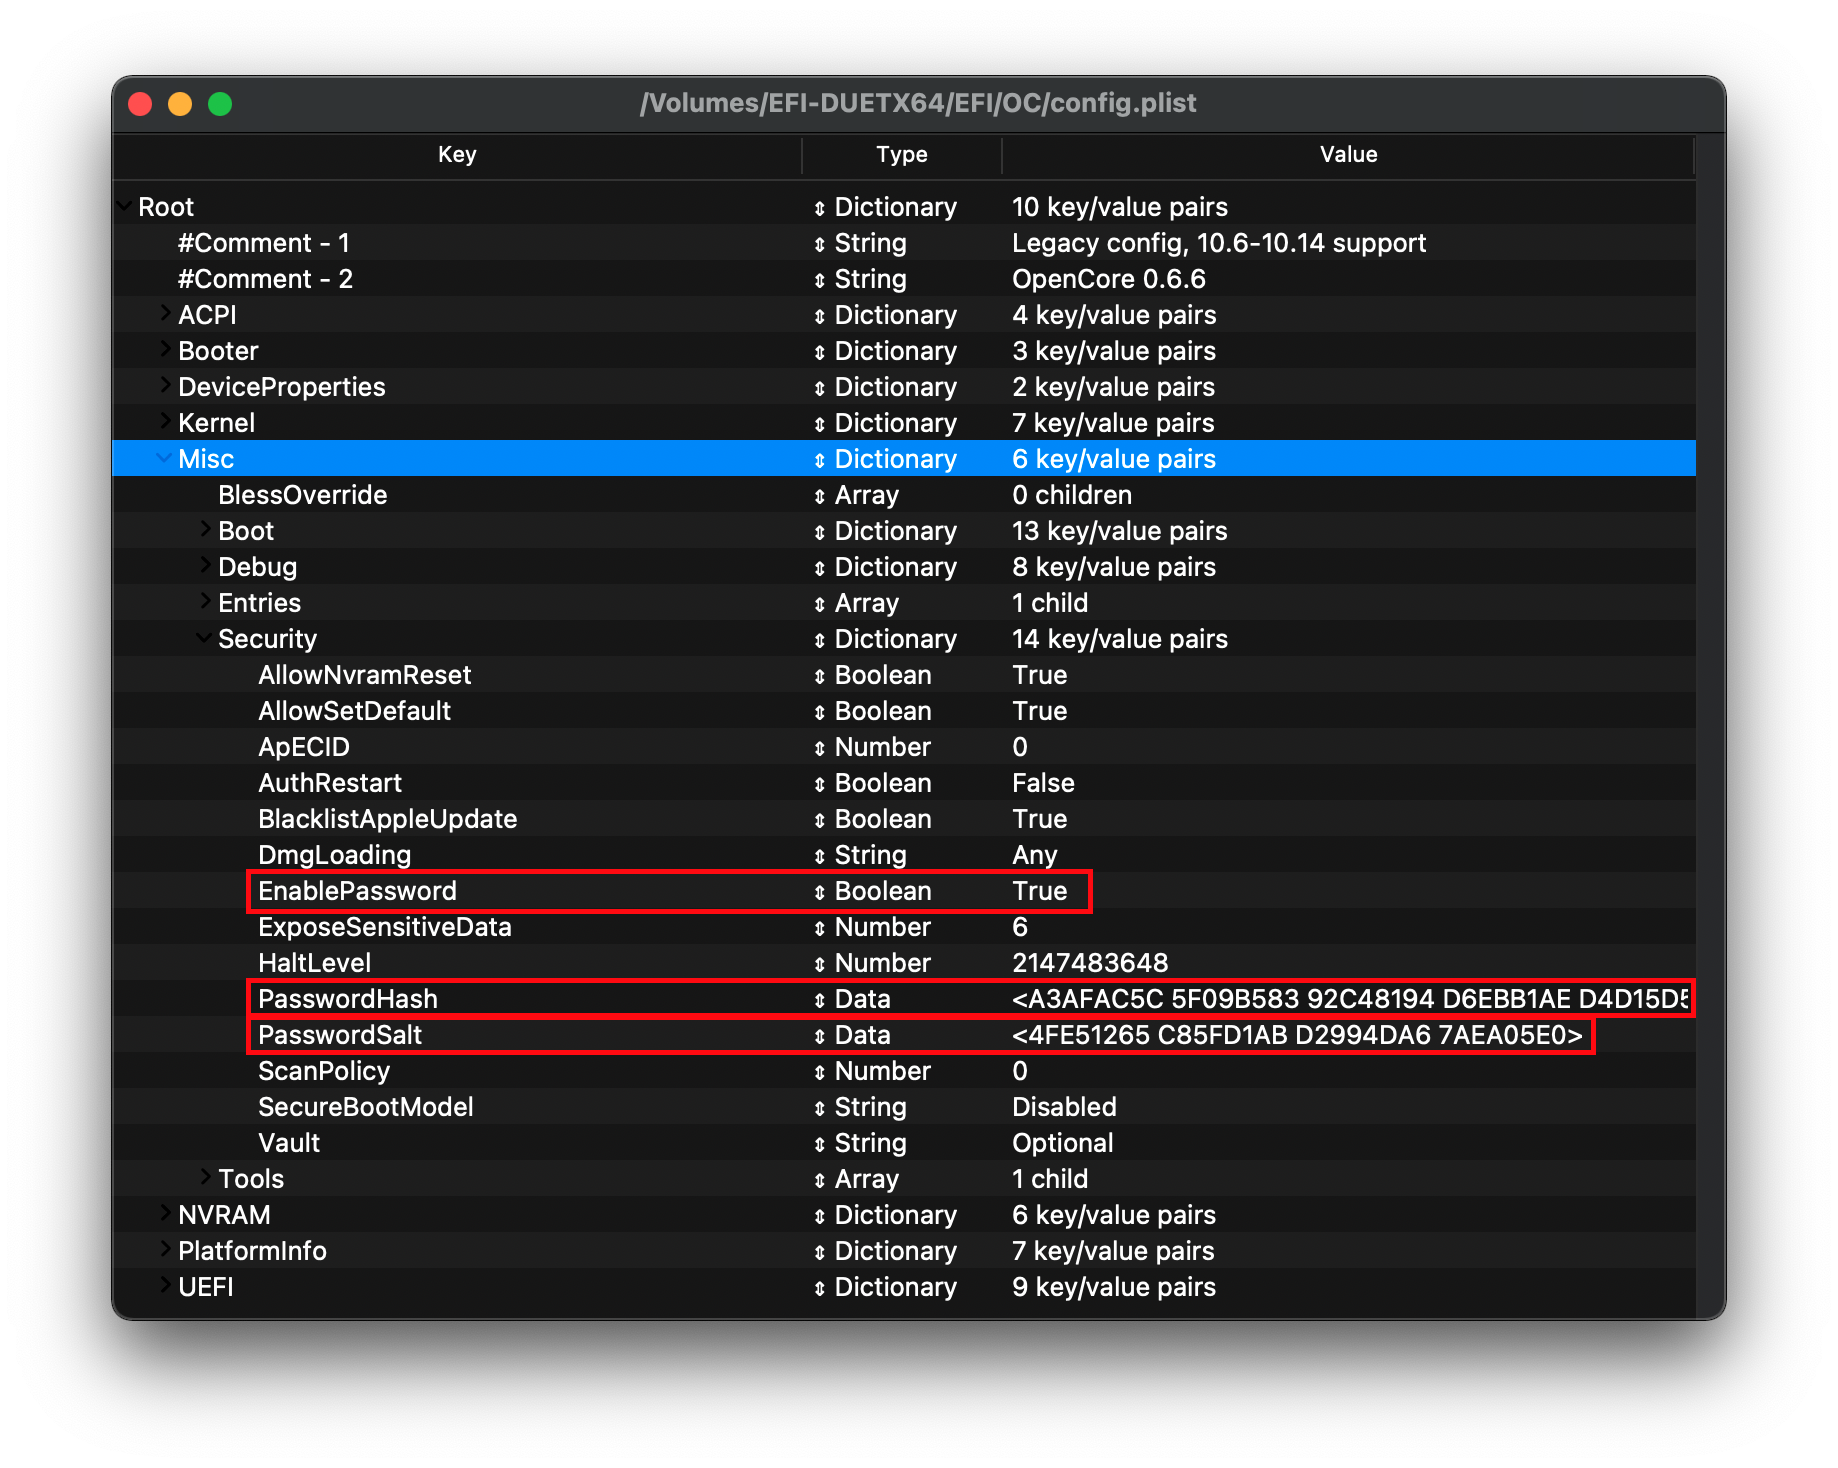 /Volumes/EFI-DUETX64/EFI/OC/config.plist
Key Type Value
Root Dictionary 10 key/value pairs
#Comment - 1 String Legacy config, 10.6-10.14 support
#Comment - 2 String OpenCore 0.6.6
ACPI Dictionary 4 key/value pairs
Booter Dictionary 3 key/value pairs
DeviceProperties Dictionary 2 key/value pairs
Kernel Dictionary 7 key/value pairs
Misc Dictionary 6 key/value pairs
BlessOverride Array 0 children
Boot Dictionary 13 key/value pairs
Debug Dictionary 8 key/value pairs
Entries Array 1 child
Security Dictionary 14 key/value pairs
AllowNvramReset Boolean True
AllowSetDefault Boolean True
ApECID Number 0
AuthRestart Boolean False
BlacklistAppleUpdate Boolean True
DmgLoading String Any
EnablePassword Boolean True
ExposeSensitiveData Number 6
HaltLevel Number 2147483648
PasswordHash Data <A3AFAC5C 5F09B583 92C48194 D6EBB1AE D4D15D5
PasswordSalt Data <4FE51265 C85FD1AB D2994DA6 7AEA05E0>
ScanPolicy Number 0
SecureBootModel String Disabled
Vault String Optional
Tools Array 1 child
NVRAM Dictionary 6 key/value pairs
PlatformInfo Dictionary 7 key/value pairs
UEFI Dictionary 9 key/value pairs